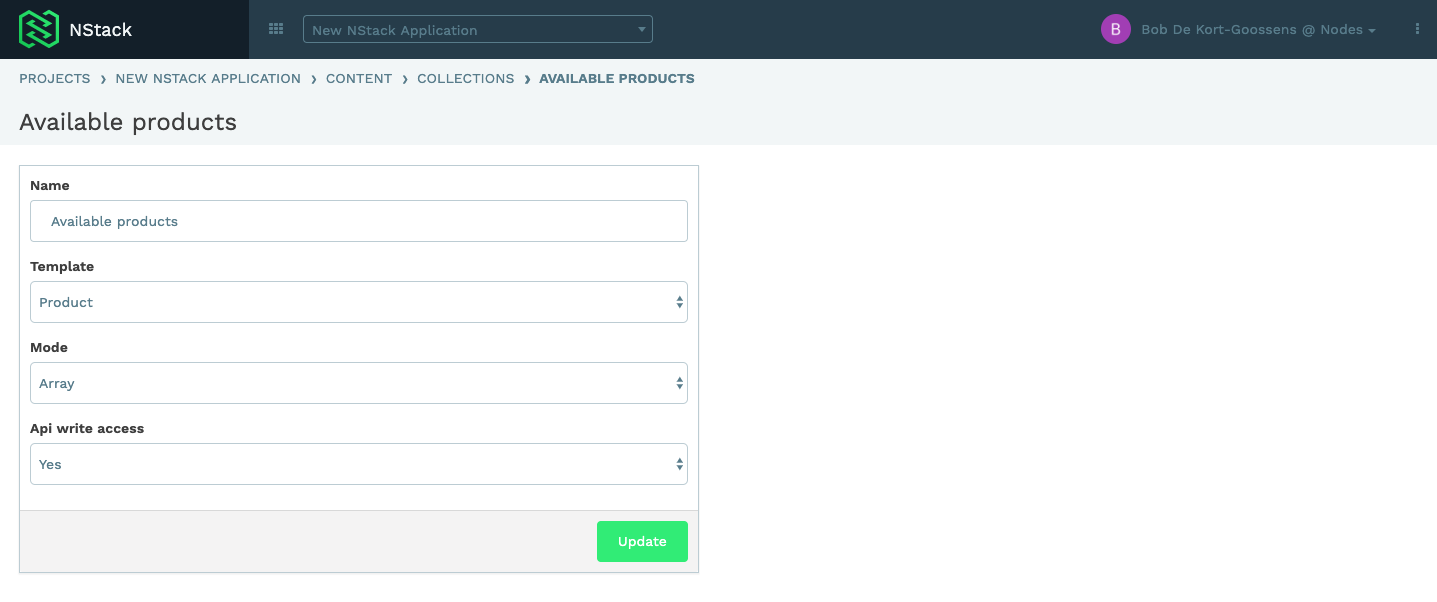 NStack
New NStack Application
B
Bob De Kort-Goossens @ Nodes
PROJECTS › NEW NSTACK APPLICATION › CONTENT › COLLECTIONS › AVAILABLE PRODUCTS
Available products
Name
Available products
Template
Product
Mode
Array
Api write access
Yes
Update